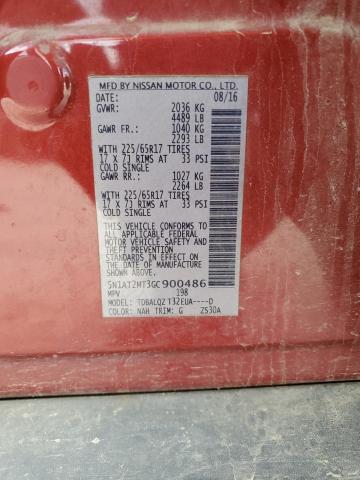 MFD BY NISSAN MOTOR CO., LTD.
DATE: 08/16
GVWR: 2036 KG
4489 LB
GAWR FR.: 1040 KG
2293 LB
WITH 225/65R17 TIRES
17 X 7J RIMS AT 33 PSI
COLD SINGLE
GAWR RR.: 1027 KG
2264 LB
WITH 225/65R17 TIRES
17 X 7J RIMS AT 33 PSI
COLD SINGLE
THIS VEHICLE CONFORMS TO
ALL APPLICABLE FEDERAL
MOTOR VEHICLE SAFETY
AND THEFT PREVENTION
STANDARDS IN EFFECT ON THE
DATE OF MANUFACTURE
5N1AT2MT3GC900486
MPV 198
MODEL: TDBALQZ T32EUA----D
COLOR: NAH TRIM: G ZS30A